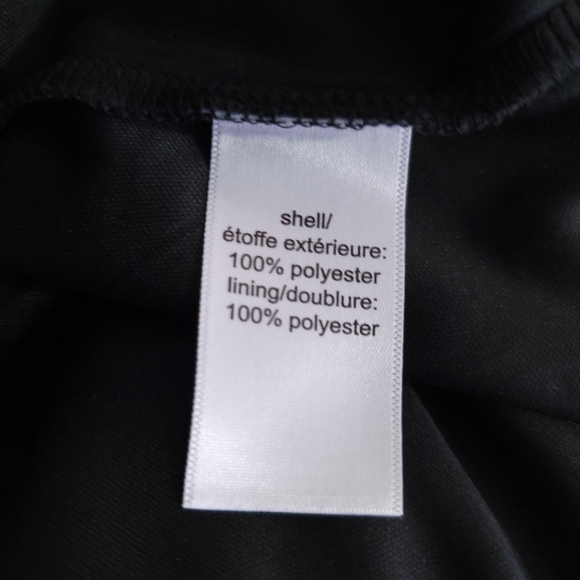 shell/
étoffe extérieure:
100% polyester
lining/doublure:
100% polyester